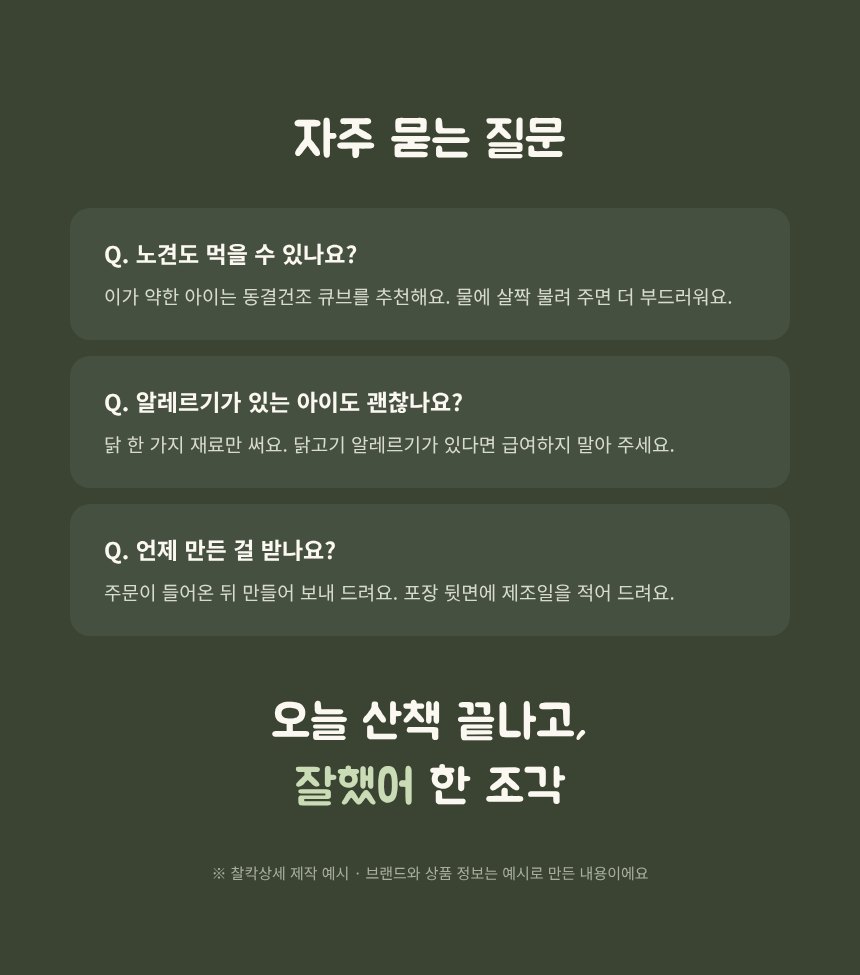 자주 묻는 질문
Q. 노견도 먹을 수 있나요?
이가 약한 아이는 동결건조 큐브를 추천해요. 물에 살짝 불려 주면 더 부드러워요.
Q. 알레르기가 있는 아이도 괜찮나요?
닭 한 가지 재료만 써요. 닭고기 알레르기가 있다면 급여하지 말아 주세요.
Q. 언제 만든 걸 받나요?
주문이 들어온 뒤 만들어 보내 드려요. 포장 뒷면에 제조일을 적어 드려요.
오늘 산책 끝나고,
잘했어 한 조각
※ 찰칵상세 제작 예시 · 브랜드와 상품 정보는 예시로 만든 내용이에요